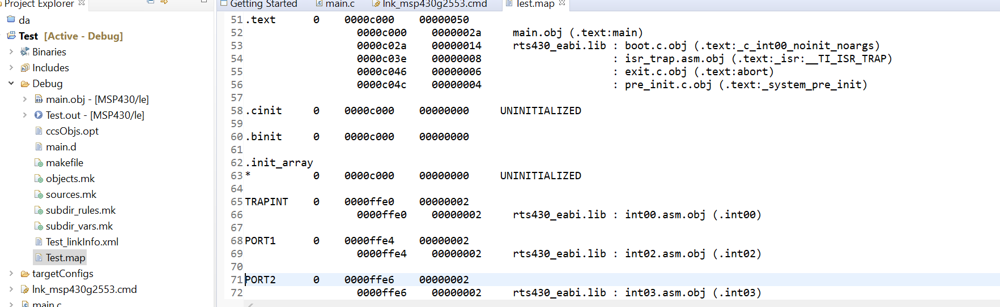 Project Explorer
da
Test [Active - Debug]
Binaries
Includes
Debug
main.obj - [MSP430/le]
Test.out - [MSP430/le]
ccsObjs.opt
main.d
makefile
objects.mk
sources.mk
subdir_rules.mk
subdir_vars.mk
Test_linkInfo.xml
Test.map
targetConfigs
lnk_msp430g2553.cmd
main.c
Getting Started main.c lnk_msp430g2553.cmd Test.map
51 .text 0 0000c000 00000050
52 0000c000 0000002a main.obj (.text:main)
53 0000c02a 00000014 rts430_eabi.lib : boot.c.obj (.text:_c_int00_noinit_noargs)
54 0000c03e 00000008 : isr_trap.asm.obj (.text:_isr:__TI_ISR_TRAP)
55 0000c046 00000006 : exit.c.obj (.text:abort)
56 0000c04c 00000004 : pre_init.c.obj (.text:_system_pre_init)
57
58 .cinit 0 0000c000 00000000 UNINITIALIZED
59
60 .binit 0 0000c000 00000000
61
62 .init_array
63 * 0 0000c000 00000000 UNINITIALIZED
64
65 TRAPINT 0 0000ffe0 00000002
66 0000ffe0 00000002 rts430_eabi.lib : int00.asm.obj (.int00)
67
68 PORT1 0 0000ffe4 00000002
69 0000ffe4 00000002 rts430_eabi.lib : int02.asm.obj (.int02)
70
71 PORT2 0 0000ffe6 00000002
72 0000ffe6 00000002 rts430_eabi.lib : int03.asm.obj (.int03)